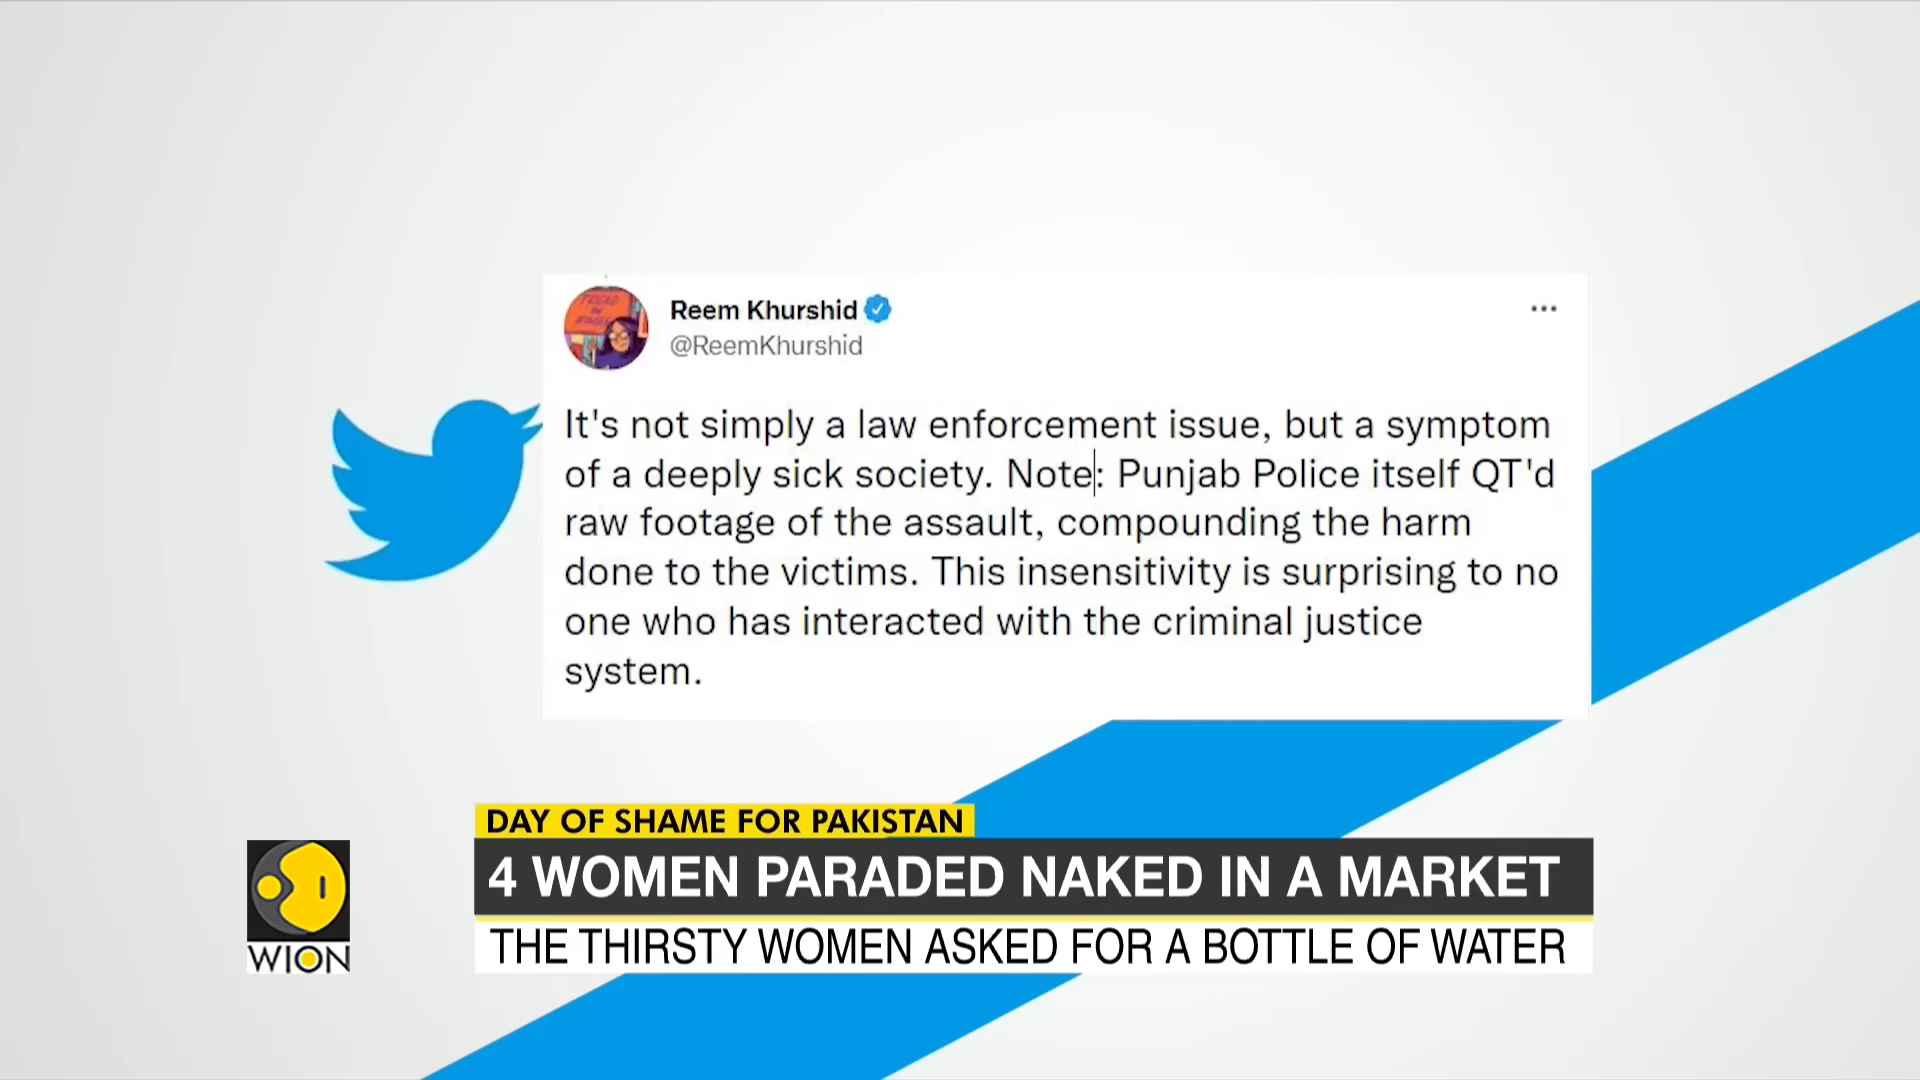 Reem Khurshid
@ReemKhurshid
It's not simply a law enforcement issue, but a symptom
of a deeply sick society. Note: Punjab Police itself QT'd
raw footage of the assault, compounding the harm
done to the victims. This insensitivity is surprising to no
one who has interacted with the criminal justice
system.
DAY OF SHAME FOR PAKISTAN
4 WOMEN PARADED NAKED IN A MARKET
THE THIRSTY WOMEN ASKED FOR A BOTTLE OF WATER
WION